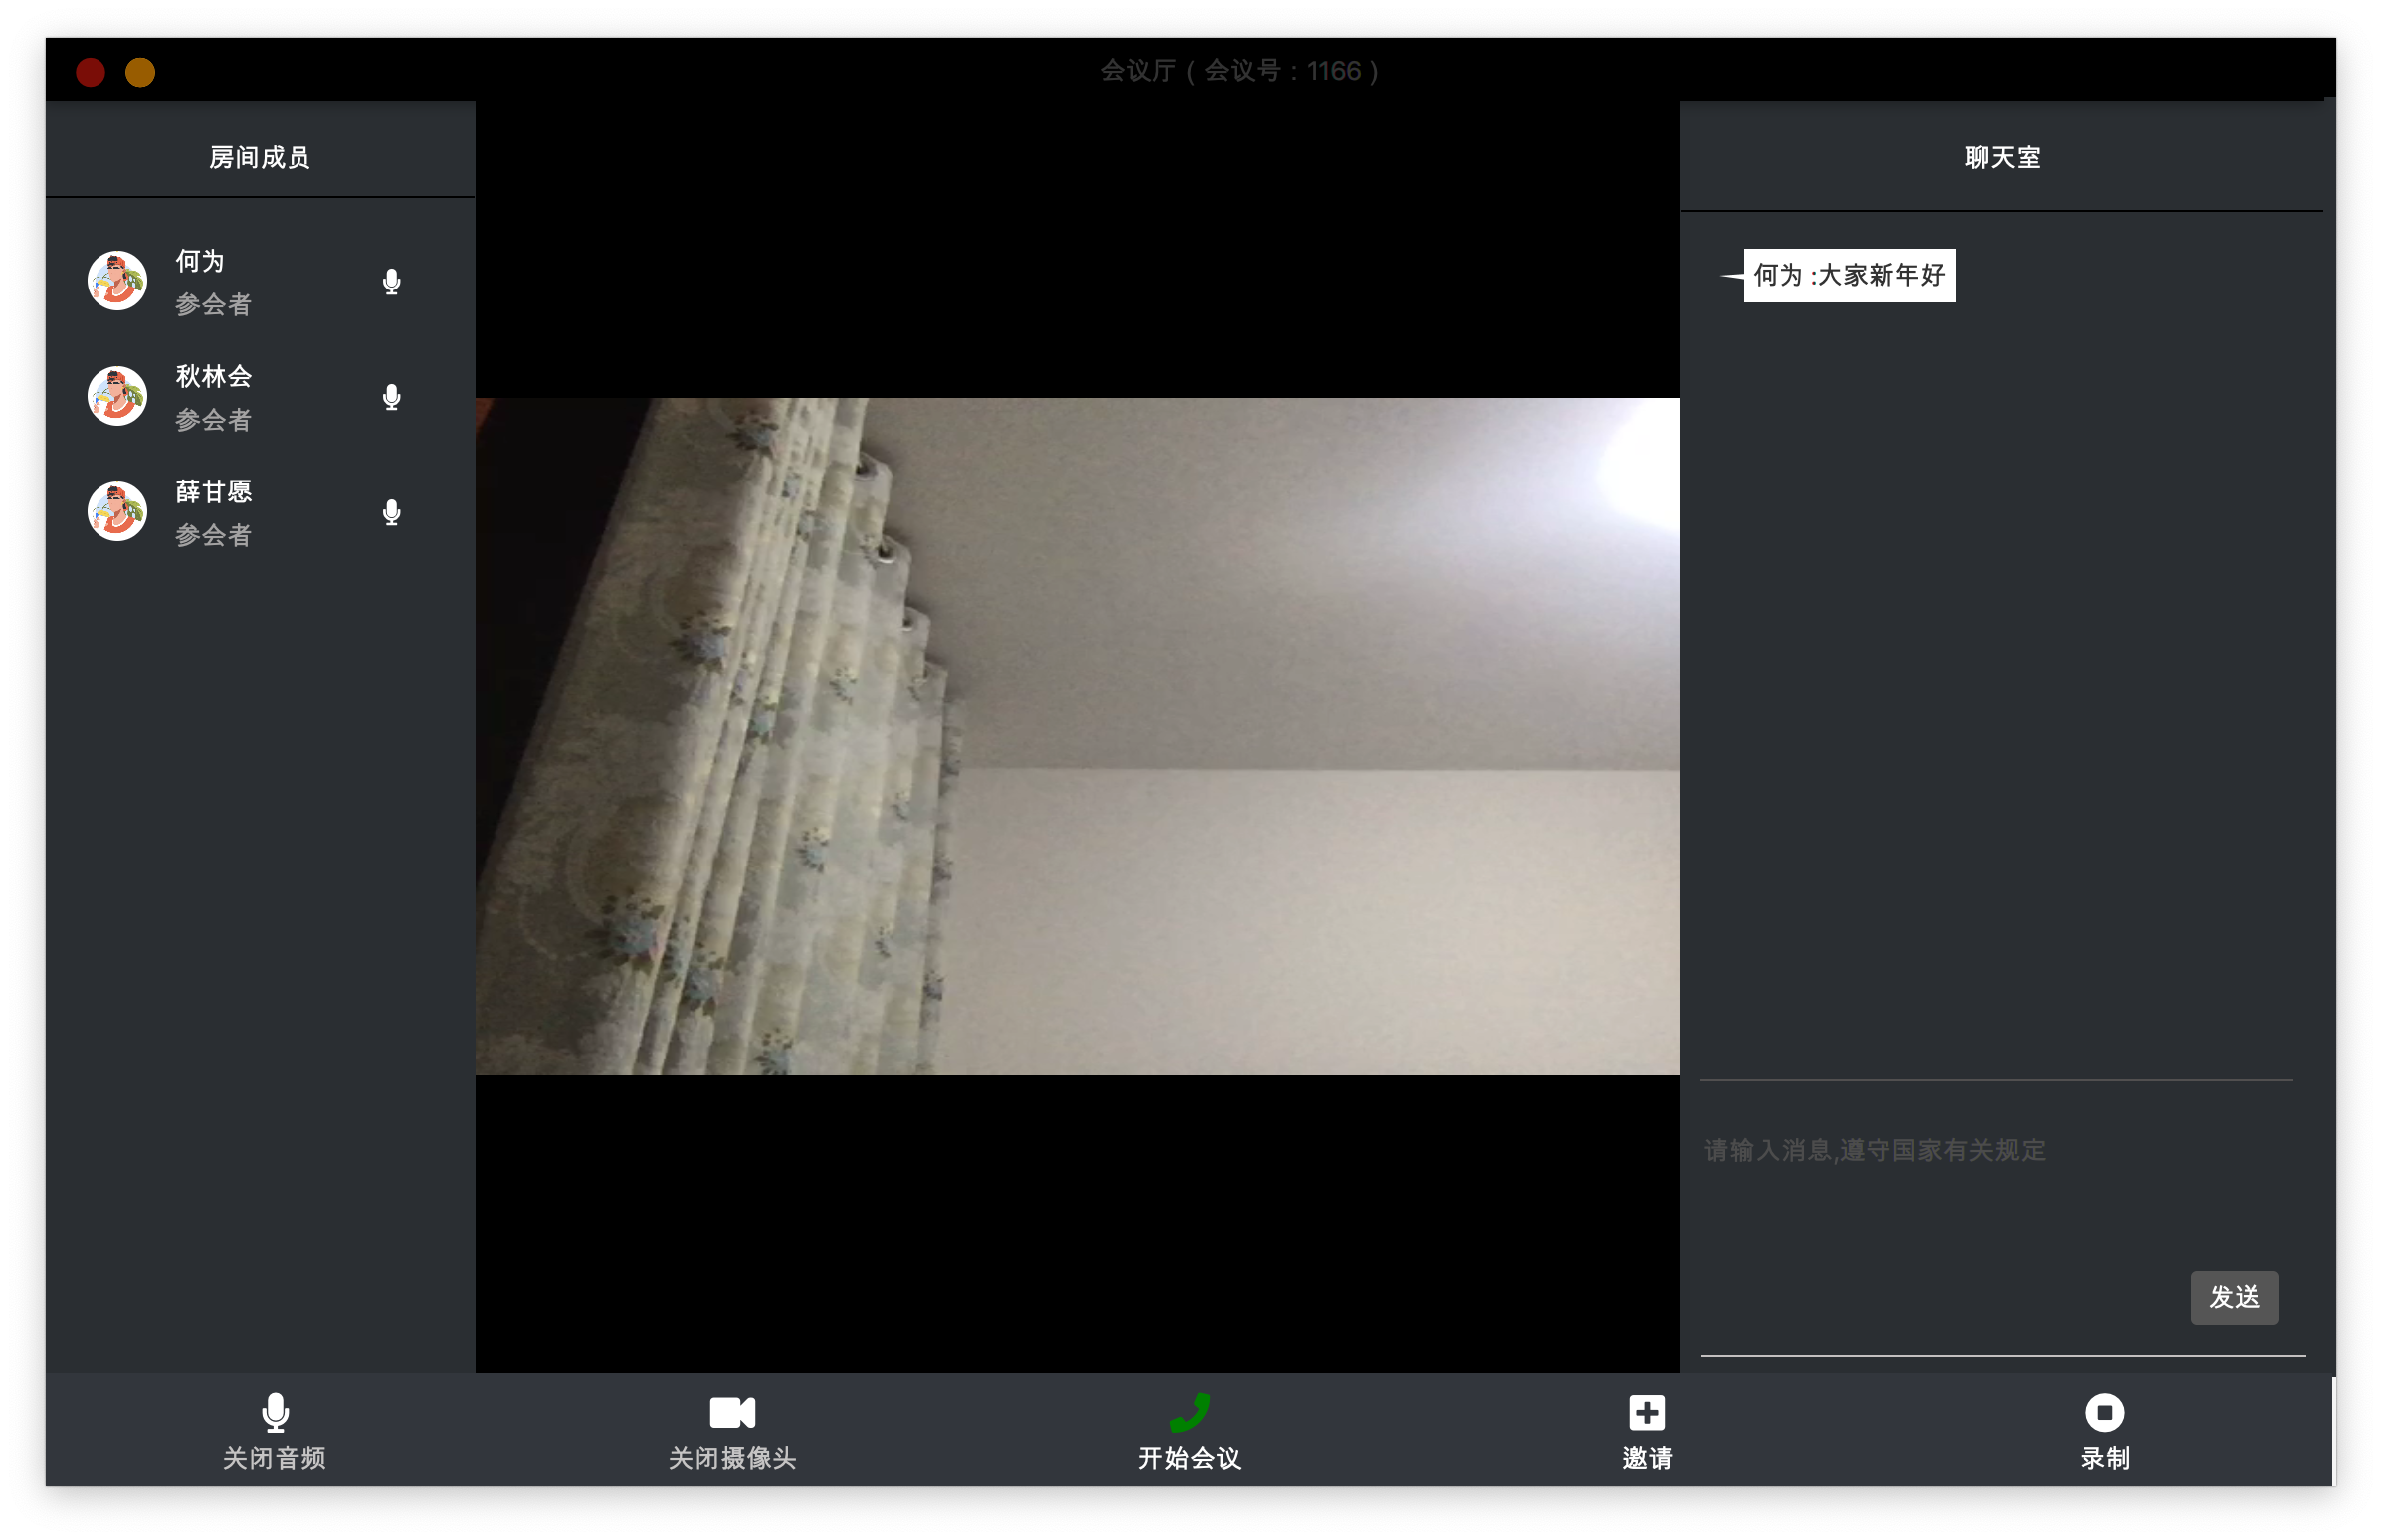 会议厅 ( 会议号：1166 )
房间成员
何为
参会者
秋林会
参会者
薛甘愿
参会者
聊天室
何为 :大家新年好
请输入消息,遵守国家有关规定
发送
关闭音频
关闭摄像头
开始会议
邀请
录制